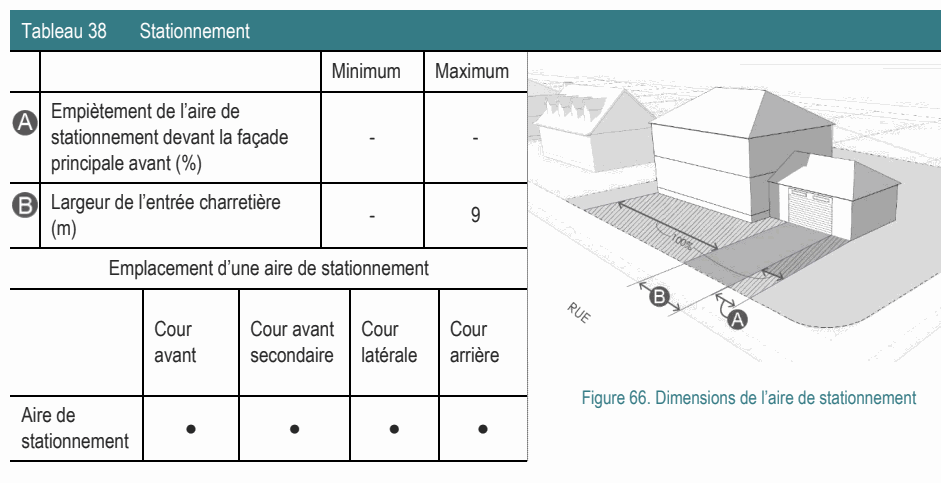 Tableau 38 Stationnement
Minimum Maximum
A Empiètement de l'aire de
stationnement devant la façade
principale avant (%) - -
B Largeur de l'entrée charretière
(m) - 9
Emplacement d'une aire de stationnement
Cour
avant
Cour avant
secondaire
Cour
latérale
Cour
arrière
Aire de
stationnement ● ● ● ●
100%
B
A
RUE
Figure 66. Dimensions de l'aire de stationnement